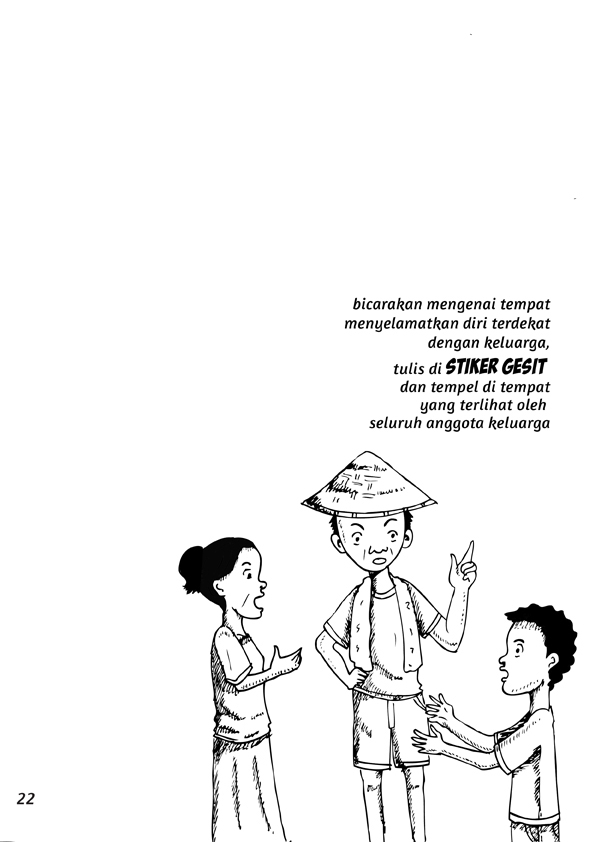 bicarakan mengenai tempat
menyelamatkan diri terdekat
dengan keluarga,
tulis di STIKER GESIT
dan tempel di tempat
yang terlihat oleh
seluruh anggota keluarga
22